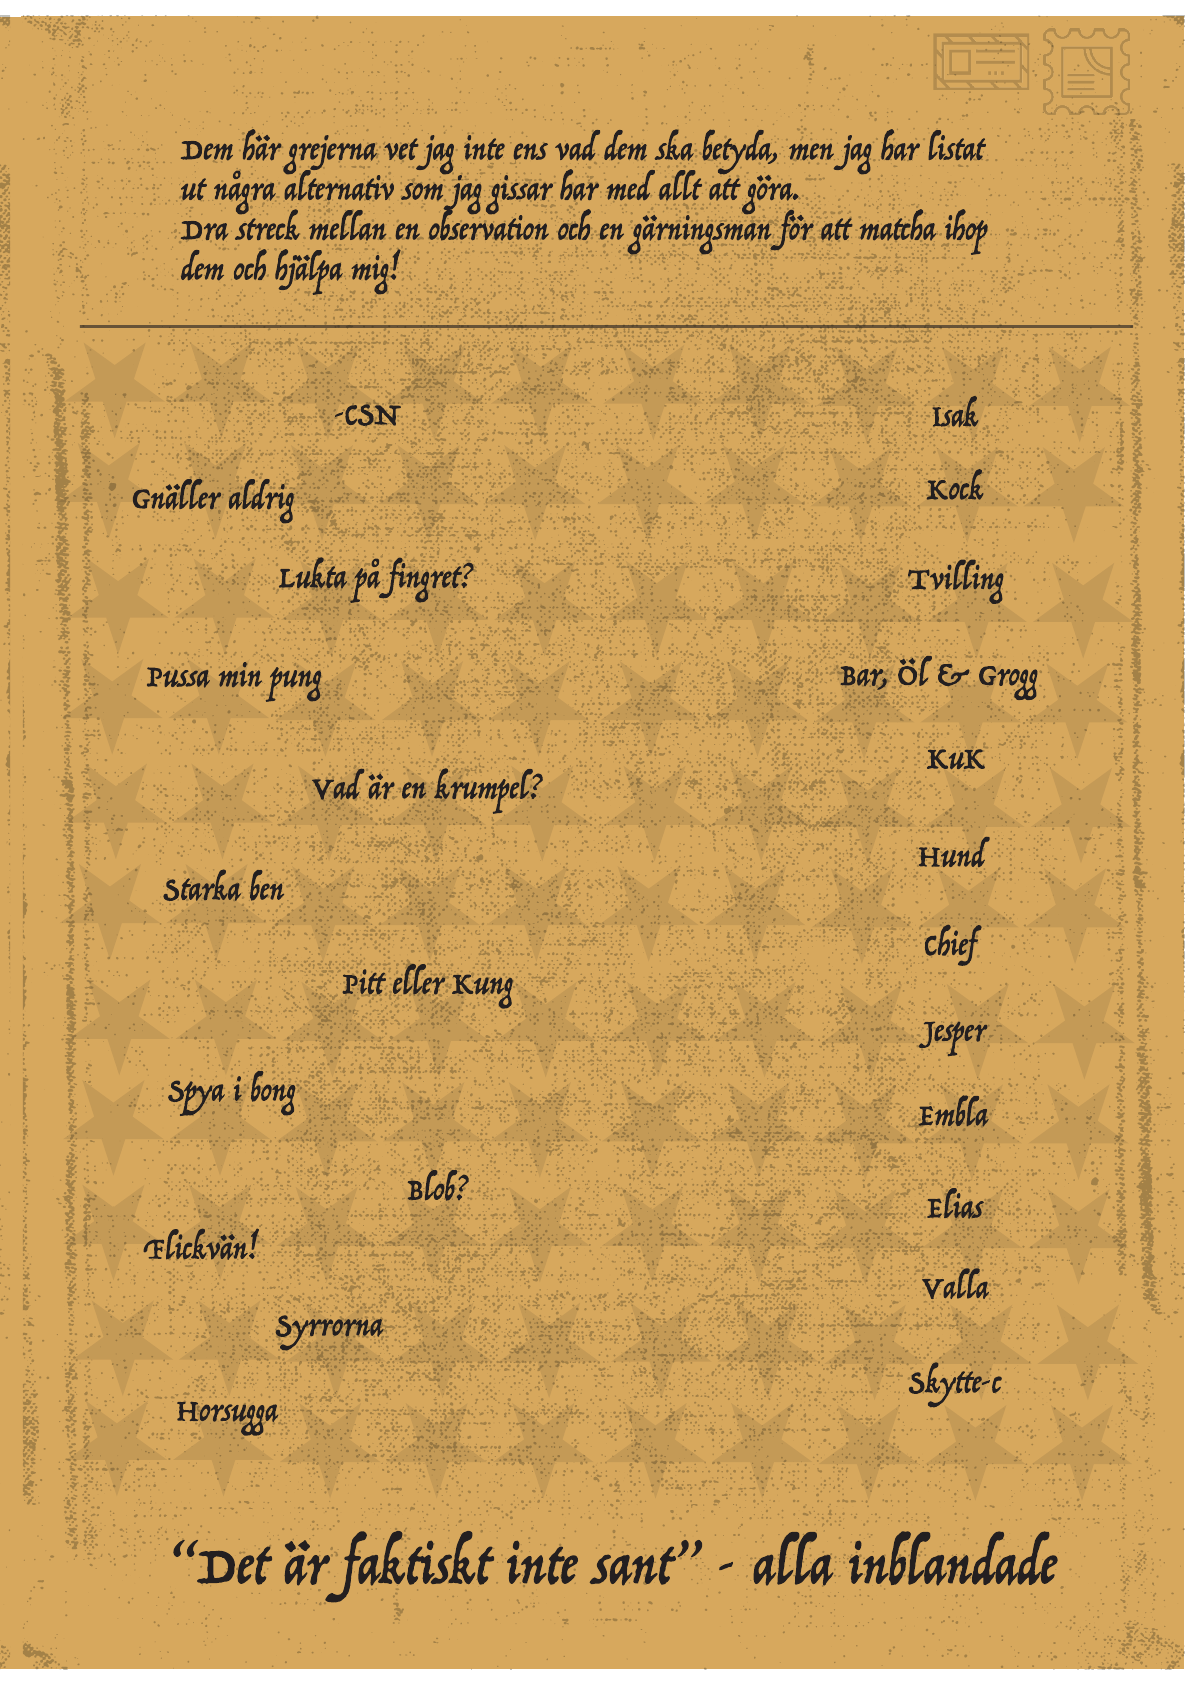 Dem här grejerna vet jag inte ens vad dem ska betyda, men jag har listat
ut några alternativ som jag gissar har med allt att göra.
Dra streck mellan en observation och en gärningsman för att matcha ihop
dem och hjälpa mig!
-CSN
Isak
Gnäller aldrig
Kock
Lukta på fingret?
Tvilling
Pussa min pung
Bar, Öl & Grogg
KuK
Vad är en krumpel?
Hund
Starka ben
Chief
Pitt eller Kung
Jesper
Spya i bong
Embla
Blob?
Elias
Flickvän!
Valla
Syrrorna
Skytte-c
Horsugga
“Det är faktiskt inte sant” - alla inblandade